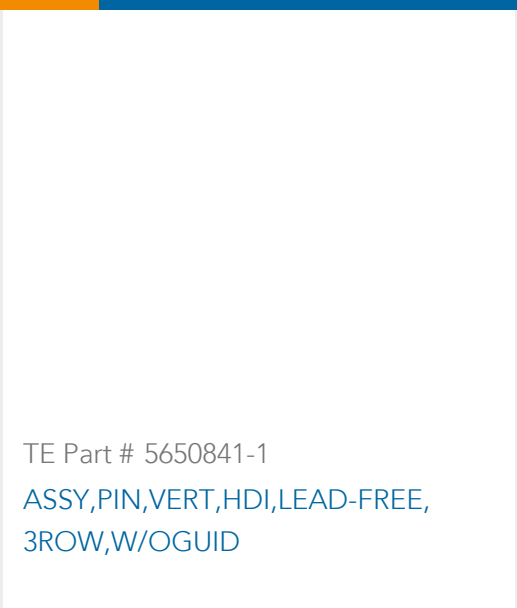 TE Part # 5650841-1
ASSY,PIN,VERT,HDI,LEAD-FREE,
3ROW,W/OGUID